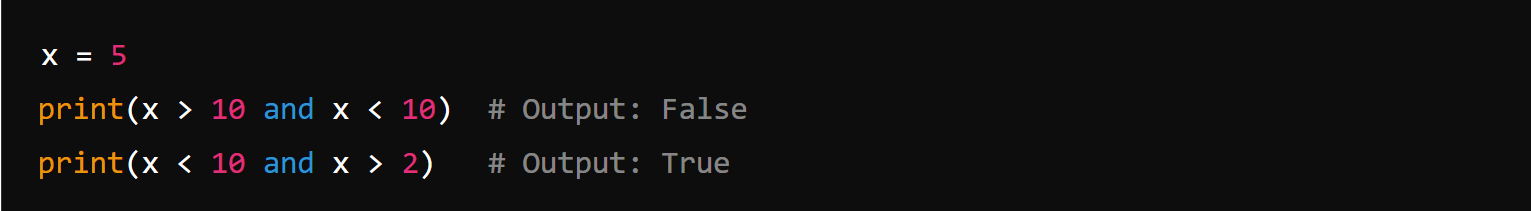 x = 5
print(x > 10 and x < 10)  # Output: False
print(x < 10 and x > 2)   # Output: True